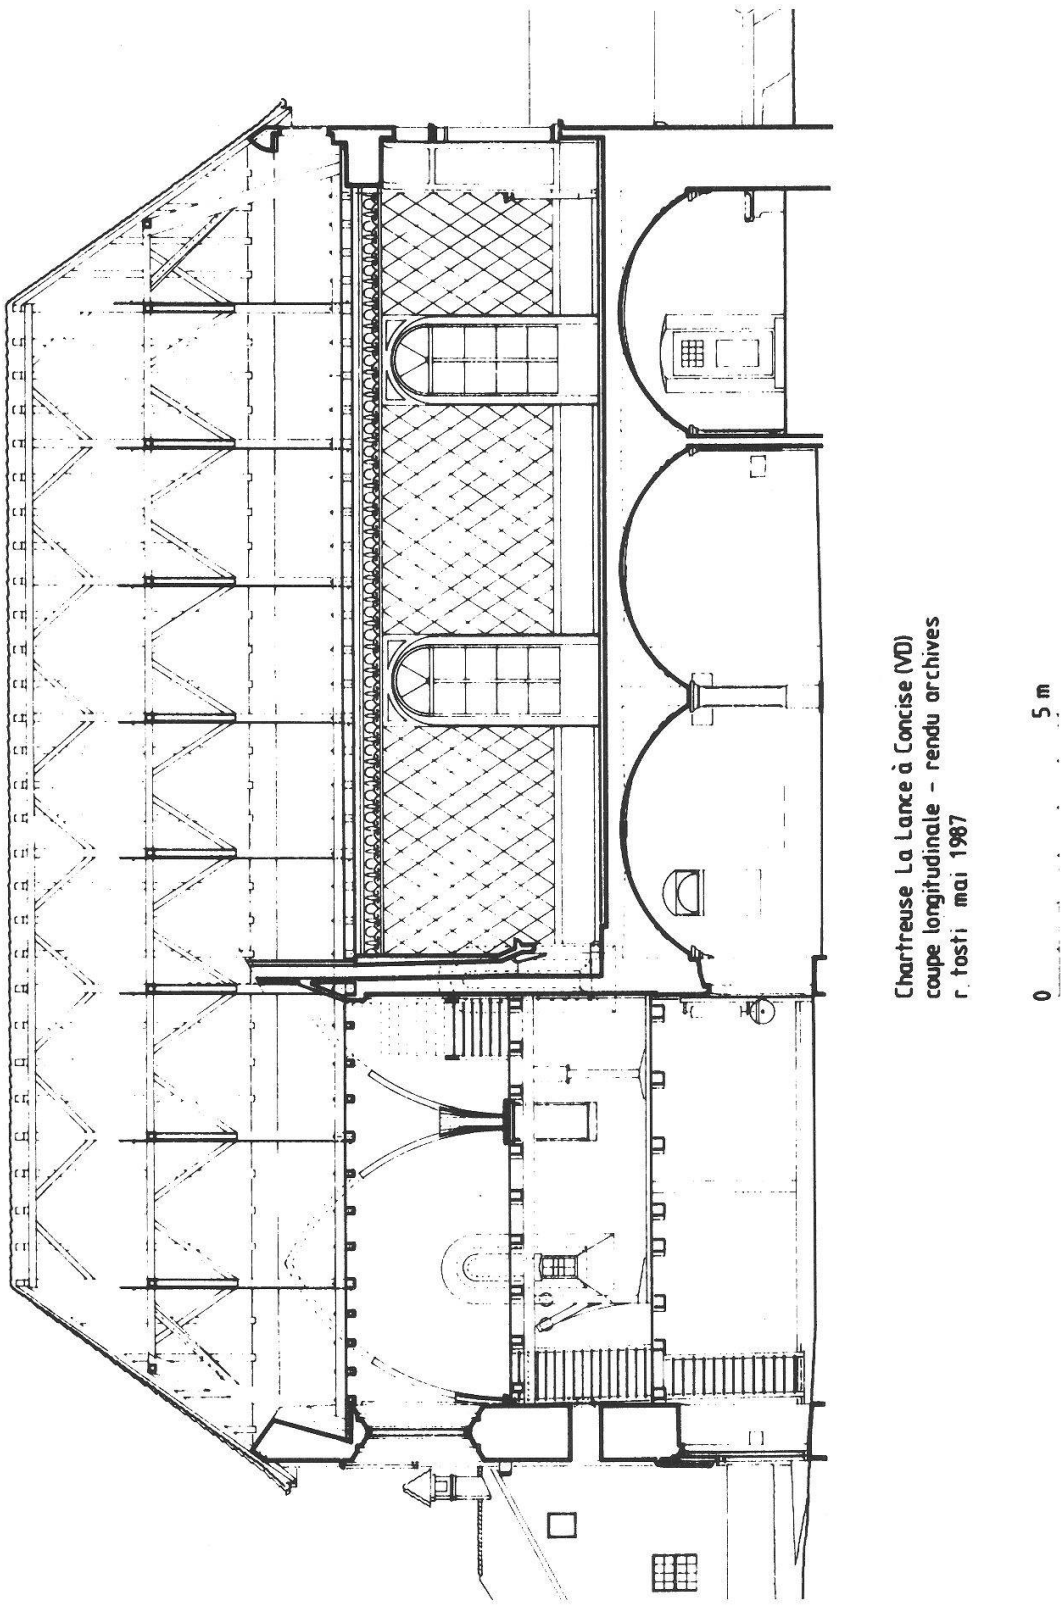 Chartreuse La Lance à Concise (VD)
coupe longitudinale - rendu archives
r. tosti mai 1987
0 5 m